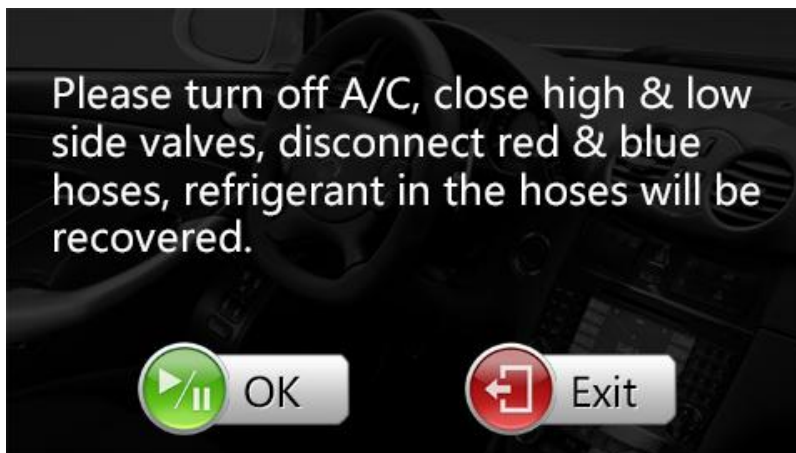 Please turn off A/C, close high & low
side valves, disconnect red & blue
hoses, refrigerant in the hoses will be
recovered.
OK
Exit